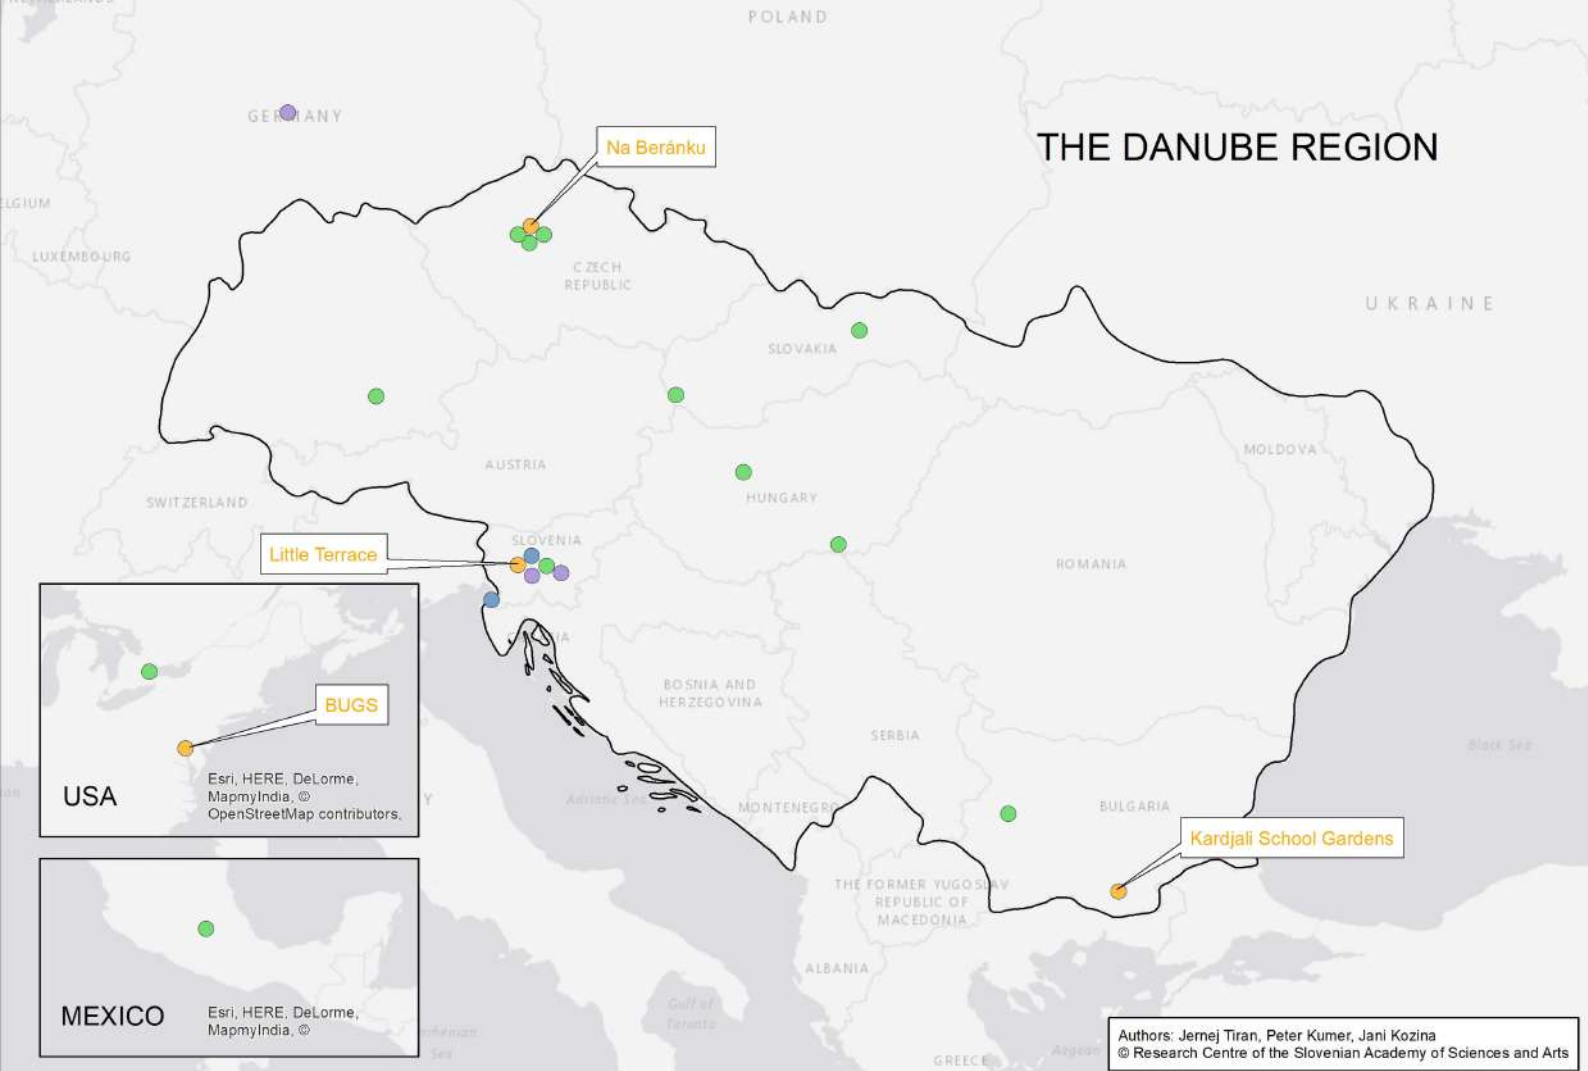 POLAND
GERMANY
Na Beránku
THE DANUBE REGION
LUXEMBOURG
CZECH
REPUBLIC
UKRAINE
SLOVAKIA
MOLDOVA
AUSTRIA
SWITZERLAND
HUNGARY
SLOVENIA
Little Terrace
ROMANIA
BOSNIA AND
HERZEGOVINA
BUGS
SERBIA
Black Sea
USA
Esri, HERE, DeLorme,
MapmyIndia, ©
OpenStreetMap contributors,
Adriatic Sea
MONTENEGRO
BULGARIA
Kardjali School Gardens
THE FORMER YUGOSLAV
REPUBLIC OF
MACEDONIA
ALBANIA
MEXICO
Esri, HERE, DeLorme,
MapmyIndia, ©
Gulf of
Taranto
Sea
GREECE
Aegean
Authors: Jernej Tiran, Peter Kumer, Jani Kozina
© Research Centre of the Slovenian Academy of Sciences and Arts